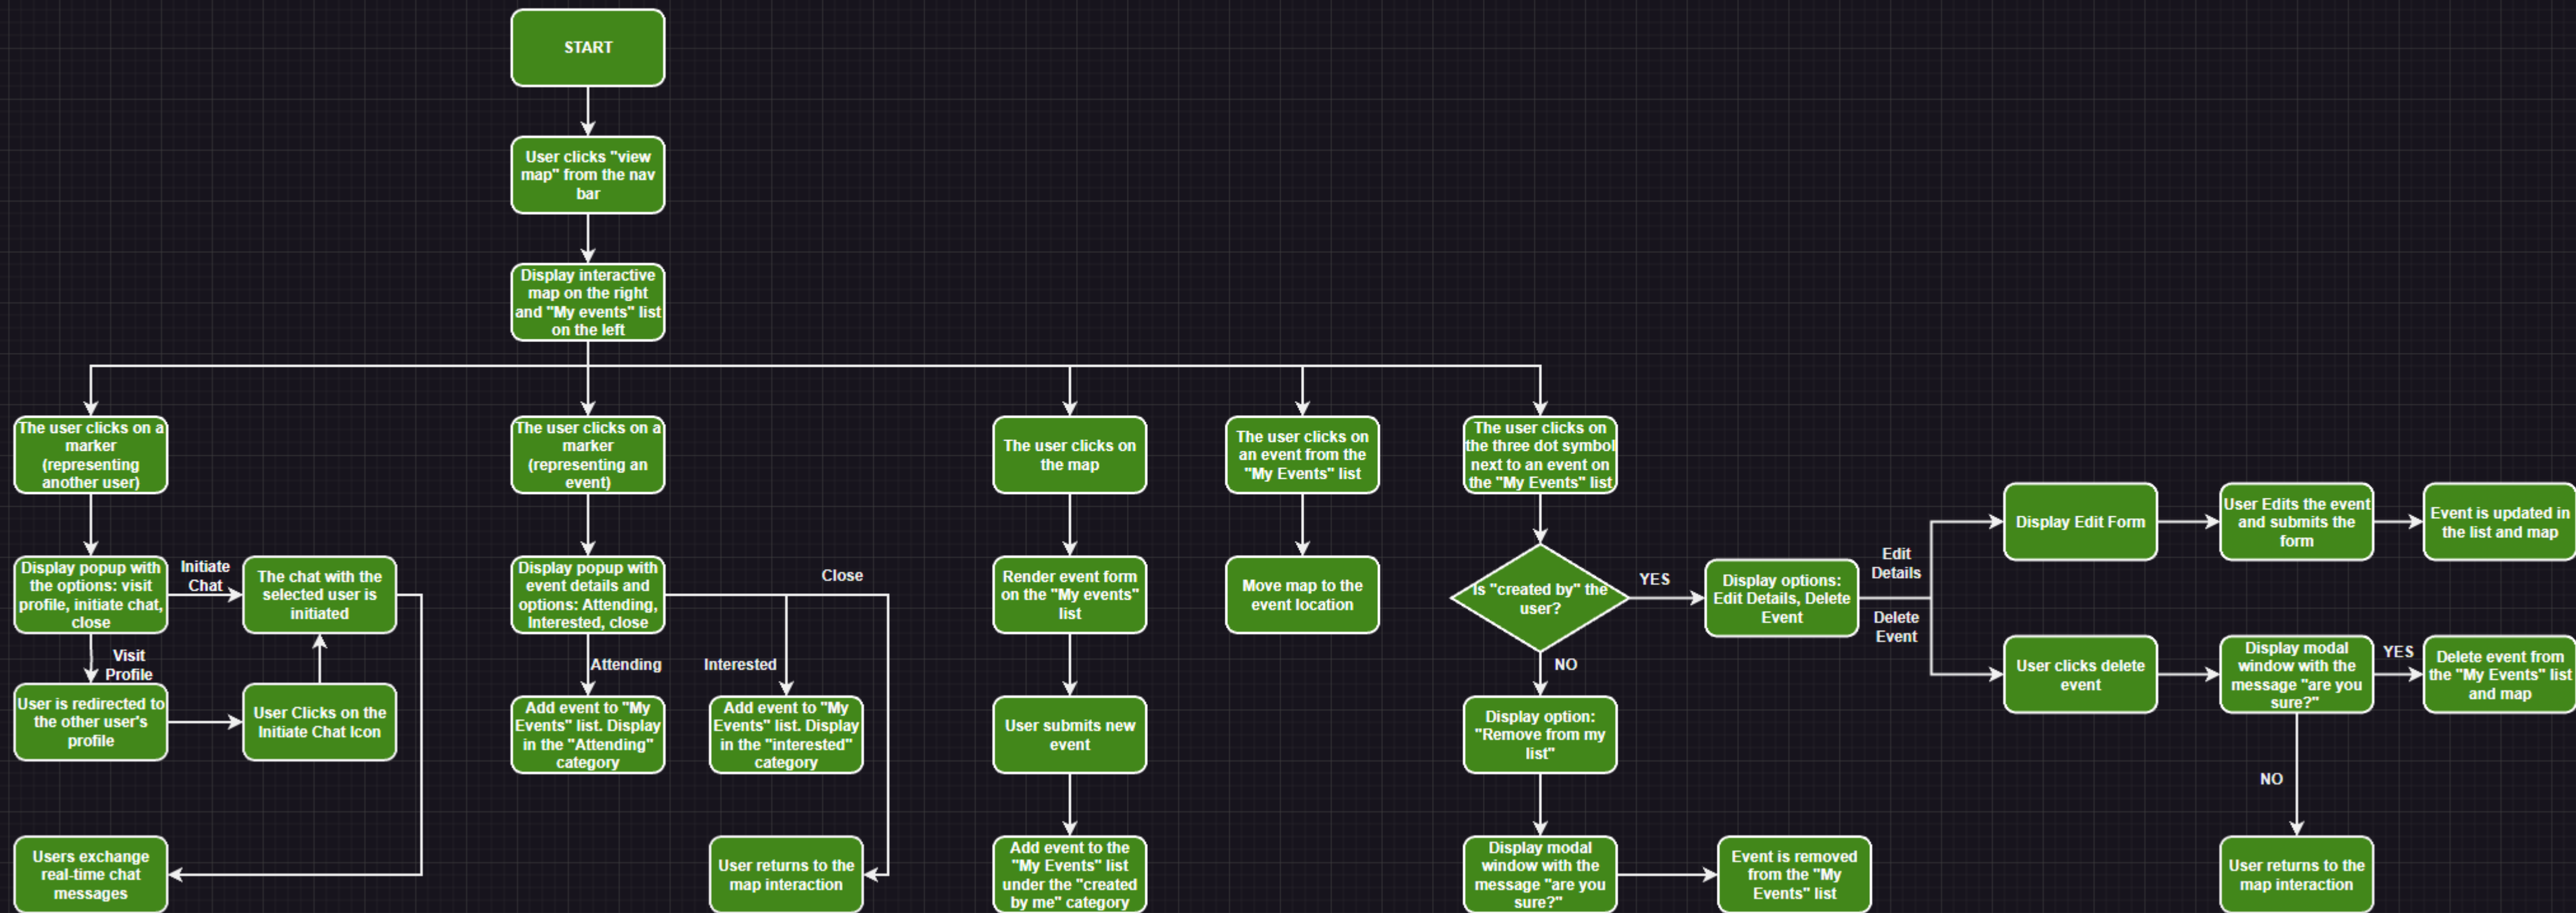 START
User clicks "view
map" from the nav
bar
Display interactive
map on the right
and "My events" list
on the left
The user clicks on a
marker
(representing
another user)
The user clicks on a
marker
(representing an
event)
The user clicks on
the map
The user clicks on
an event from the
"My Events" list
The user clicks on
the three dot symbol
next to an event on
the "My Events" list
Display popup with
the options: visit
profile, initiate chat,
close
Initiate
Chat
The chat with the
selected user is
initiated
Visit
Profile
User is redirected to
the other user's
profile
User Clicks on the
Initiate Chat Icon
Users exchange
real-time chat
messages
Display popup with
event details and
options: Attending,
Interested, close
Close
Attending
Interested
Add event to "My
Events" list. Display
in the "Attending"
category
Add event to "My
Events" list. Display
in the "interested"
category
User returns to the
map interaction
Render event form
on the "My events"
list
User submits new
event
Add event to the
"My Events" list
under the "created
by me" category
Move map to the
event location
Is "created by" the
user?
YES
NO
Display options:
Edit Details, Delete
Event
Display option:
"Remove from my
list"
Display modal
window with the
message "are you
sure?"
Event is removed
from the "My
Events" list
Edit
Details
Delete
Event
Display Edit Form
User Edits the event
and submits the
form
Event is updated in
the list and map
User clicks delete
event
Display modal
window with the
message "are you
sure?"
YES
Delete event from
the "My Events" list
and map
NO
User returns to the
map interaction